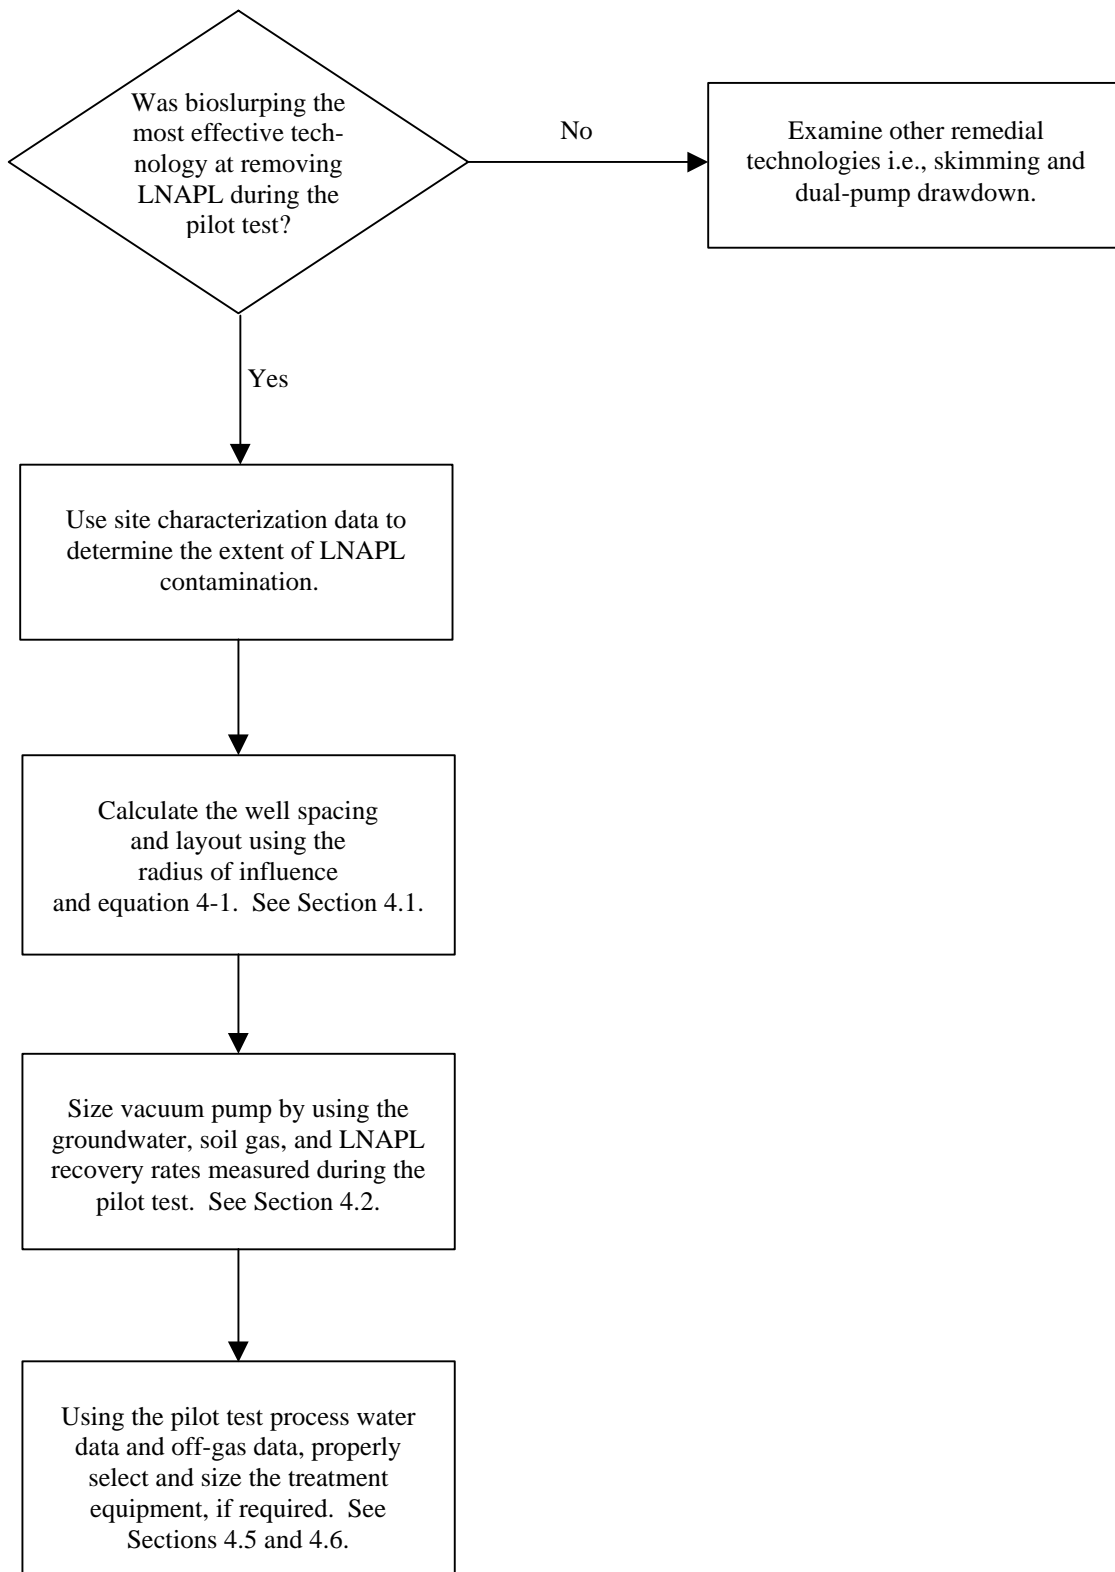 Was bioslurping the
most effective tech-
nology at removing
LNAPL during the
pilot test?
No
Examine other remedial
technologies i.e., skimming and
dual-pump drawdown.
Yes
Use site characterization data to
determine the extent of LNAPL
contamination.
Calculate the well spacing
and layout using the
radius of influence
and equation 4-1.  See Section 4.1.
Size vacuum pump by using the
groundwater, soil gas, and LNAPL
recovery rates measured during the
pilot test.  See Section 4.2.
Using the pilot test process water
data and off-gas data, properly
select and size the treatment
equipment, if required.  See
Sections 4.5 and 4.6.